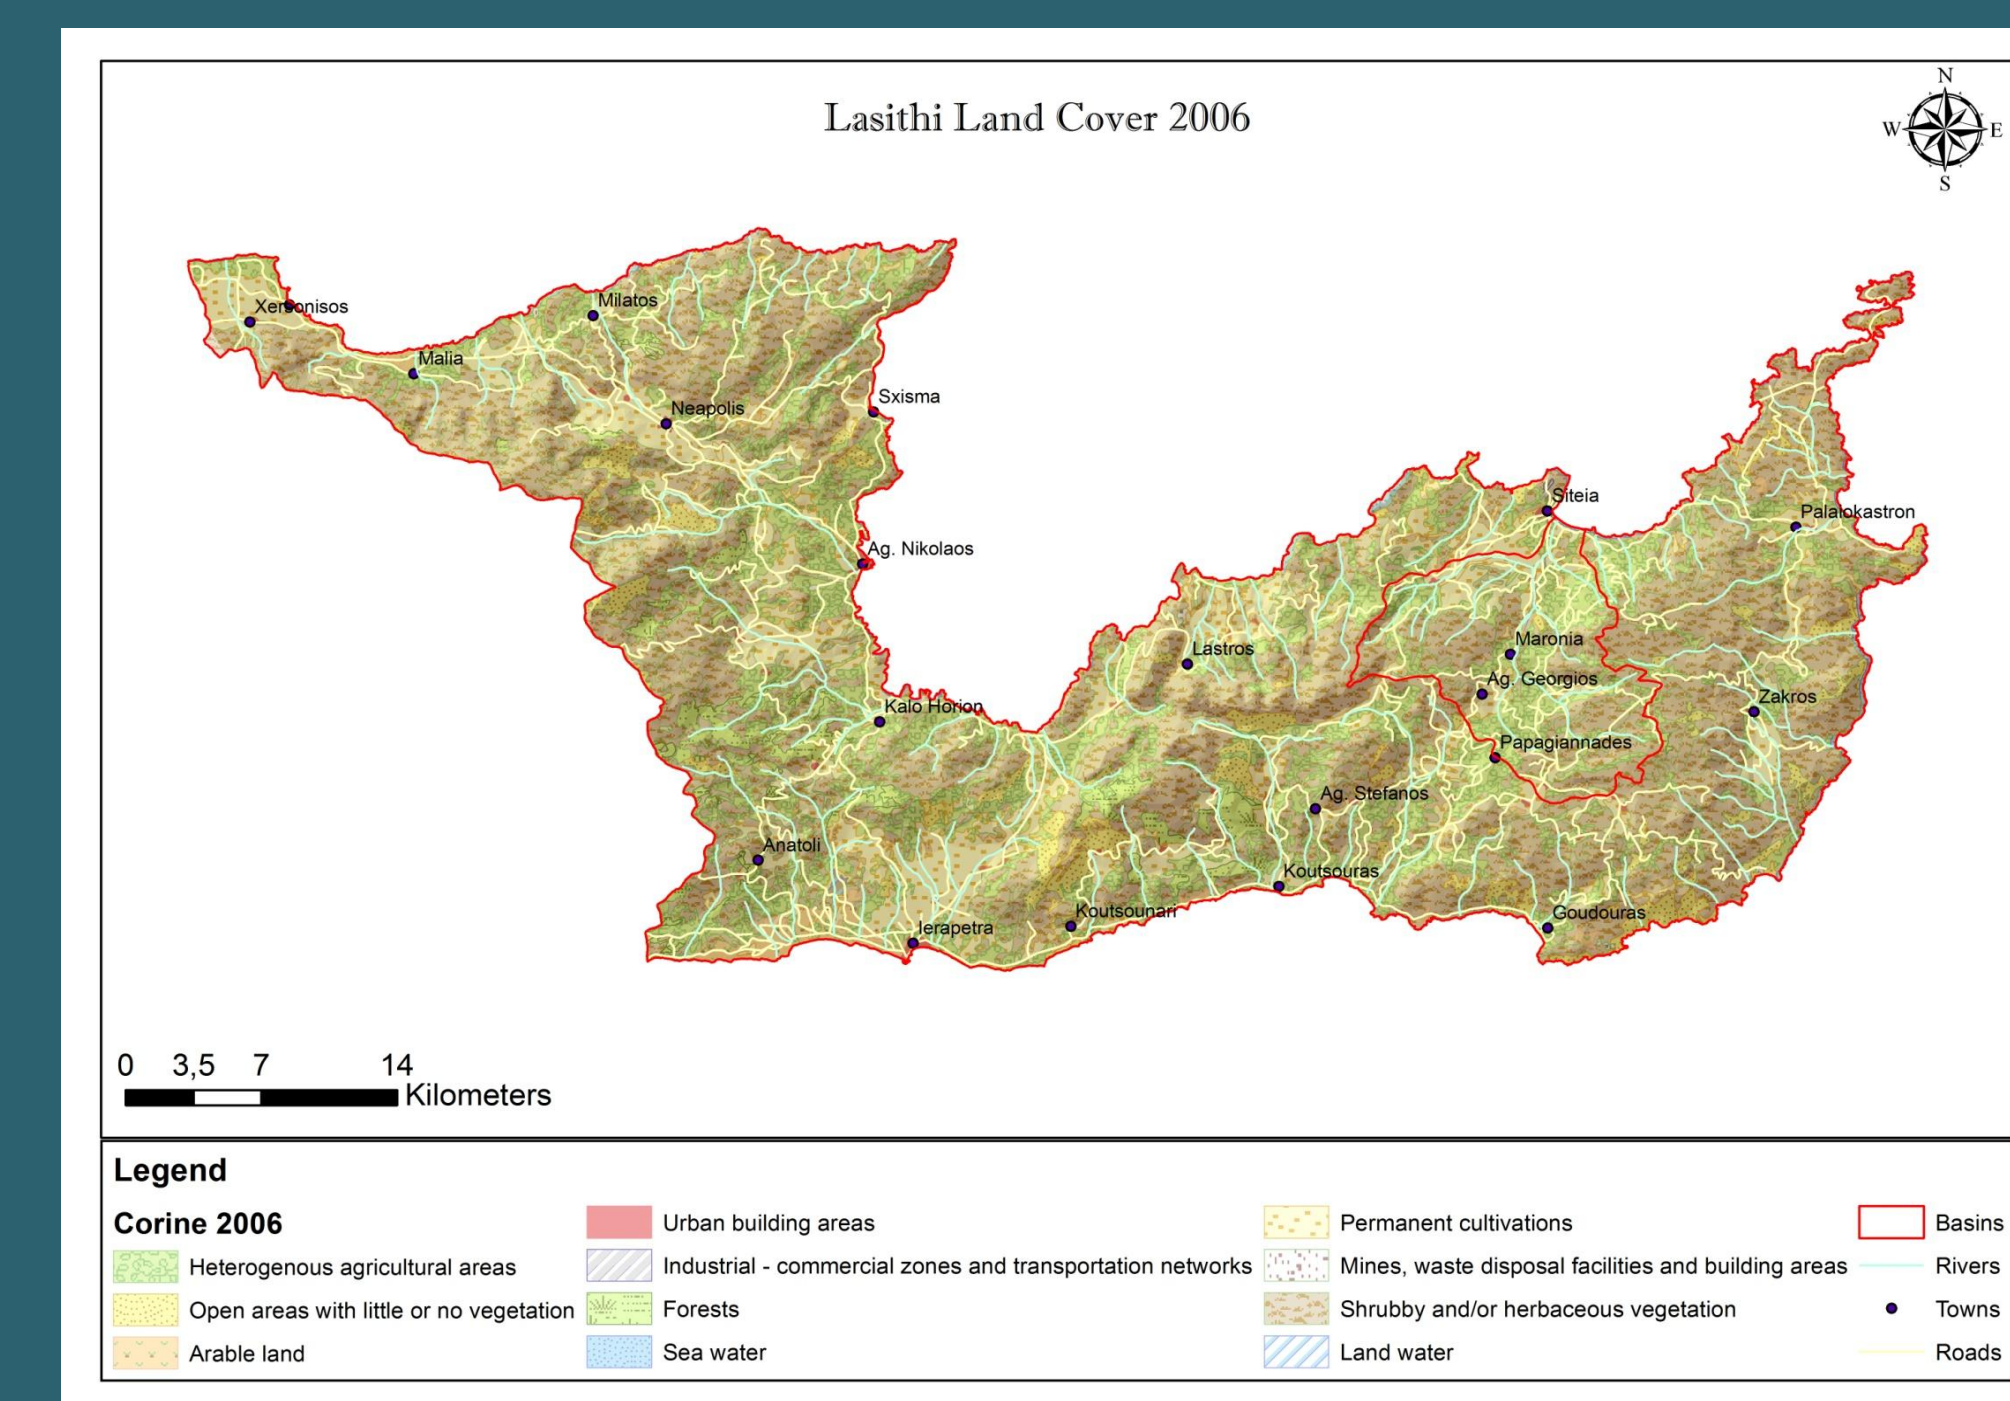 Lasithi Land Cover 2006
N
W E
S
Xersonisos
Milatos
Malia
Sxisma
Neapolis
Siteia
Palaiokastron
Ag. Nikolaos
Maronia
Lastros
Ag. Georgios
Zakros
Kalo Horion
Papagiannades
Ag. Stefanos
Anatoli
Koutsouras
Koutsounari
Goudouras
Ierapetra
0 3,5 7 14
Kilometers
Legend
Corine 2006
Heterogenous agricultural areas
Open areas with little or no vegetation
Arable land
Urban building areas
Industrial - commercial zones and transportation networks
Forests
Sea water
Permanent cultivations
Mines, waste disposal facilities and building areas
Shrubby and/or herbaceous vegetation
Land water
Basins
Rivers
Towns
Roads